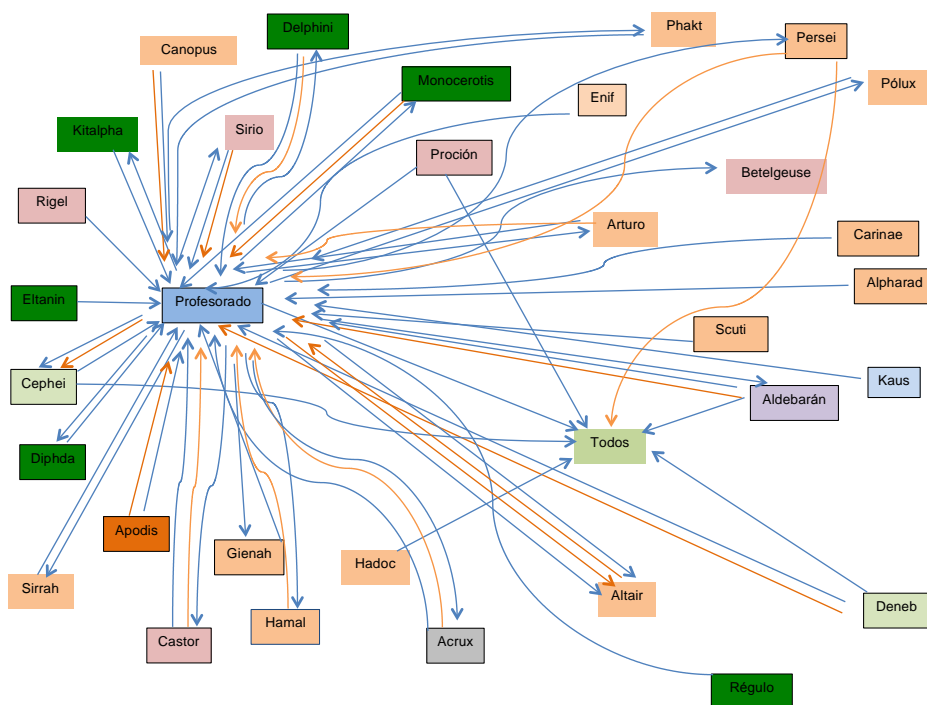 Delphini
Phakt
Persei
Canopus
Monocerotis
Pólux
Enif
Kitalpha
Sirio
Proción
Betelgeuse
Rigel
Arturo
Carinae
Alpharad
Eltanin
Profesorado
Scuti
Cephei
Kaus
Aldebarán
Todos
Diphda
Apodis
Gienah
Hadoc
Sirrah
Altair
Deneb
Hamal
Castor
Acrux
Régulo